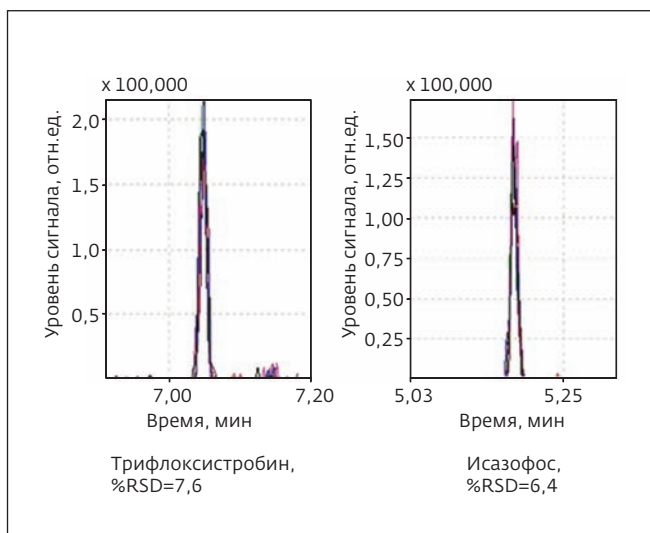 x 100,000
Уровень сигнала, отн.ед.
2,0
1,5
1,0
0,5
7,00
7,20
Время, мин
Трифлоксистробин,
%RSD=7,6
x 100,000
Уровень сигнала, отн.ед.
1,50
1,25
1,00
0,75
0,50
0,25
5,03
5,25
Время, мин
Исазофос,
%RSD=6,4